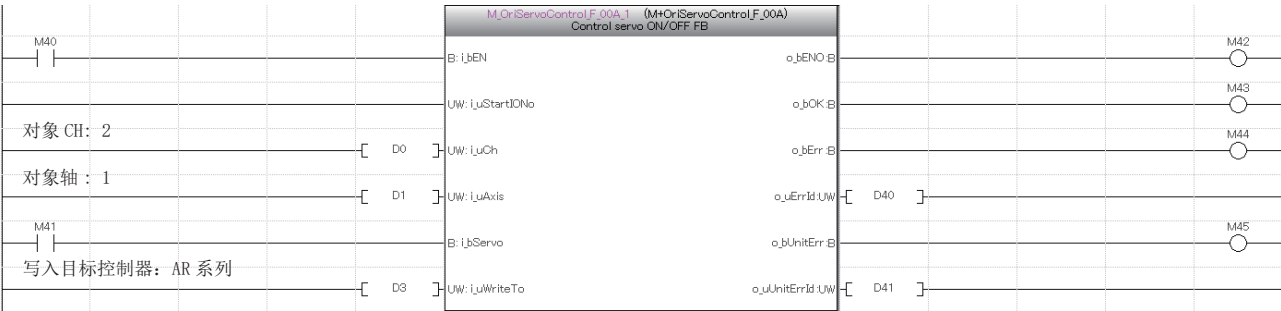 M_OriServoControl_F_00A_1 (M+OriServoControl_F_00A)
Control servo ON/OFF FB
M40
B: i_bEN
o_bENO:B
M42
UW: i_uStartIONo
o_bOK:B
M43
对象 CH: 2
D0
UW: i_uCh
o_bErr:B
M44
对象轴 : 1
D1
UW: i_uAxis
o_uErrId:UW
D40
M41
B: i_bServo
o_bUnitErr:B
M45
写入目标控制器：AR 系列
D3
UW: i_uWriteTo
o_uUnitErrId:UW
D41